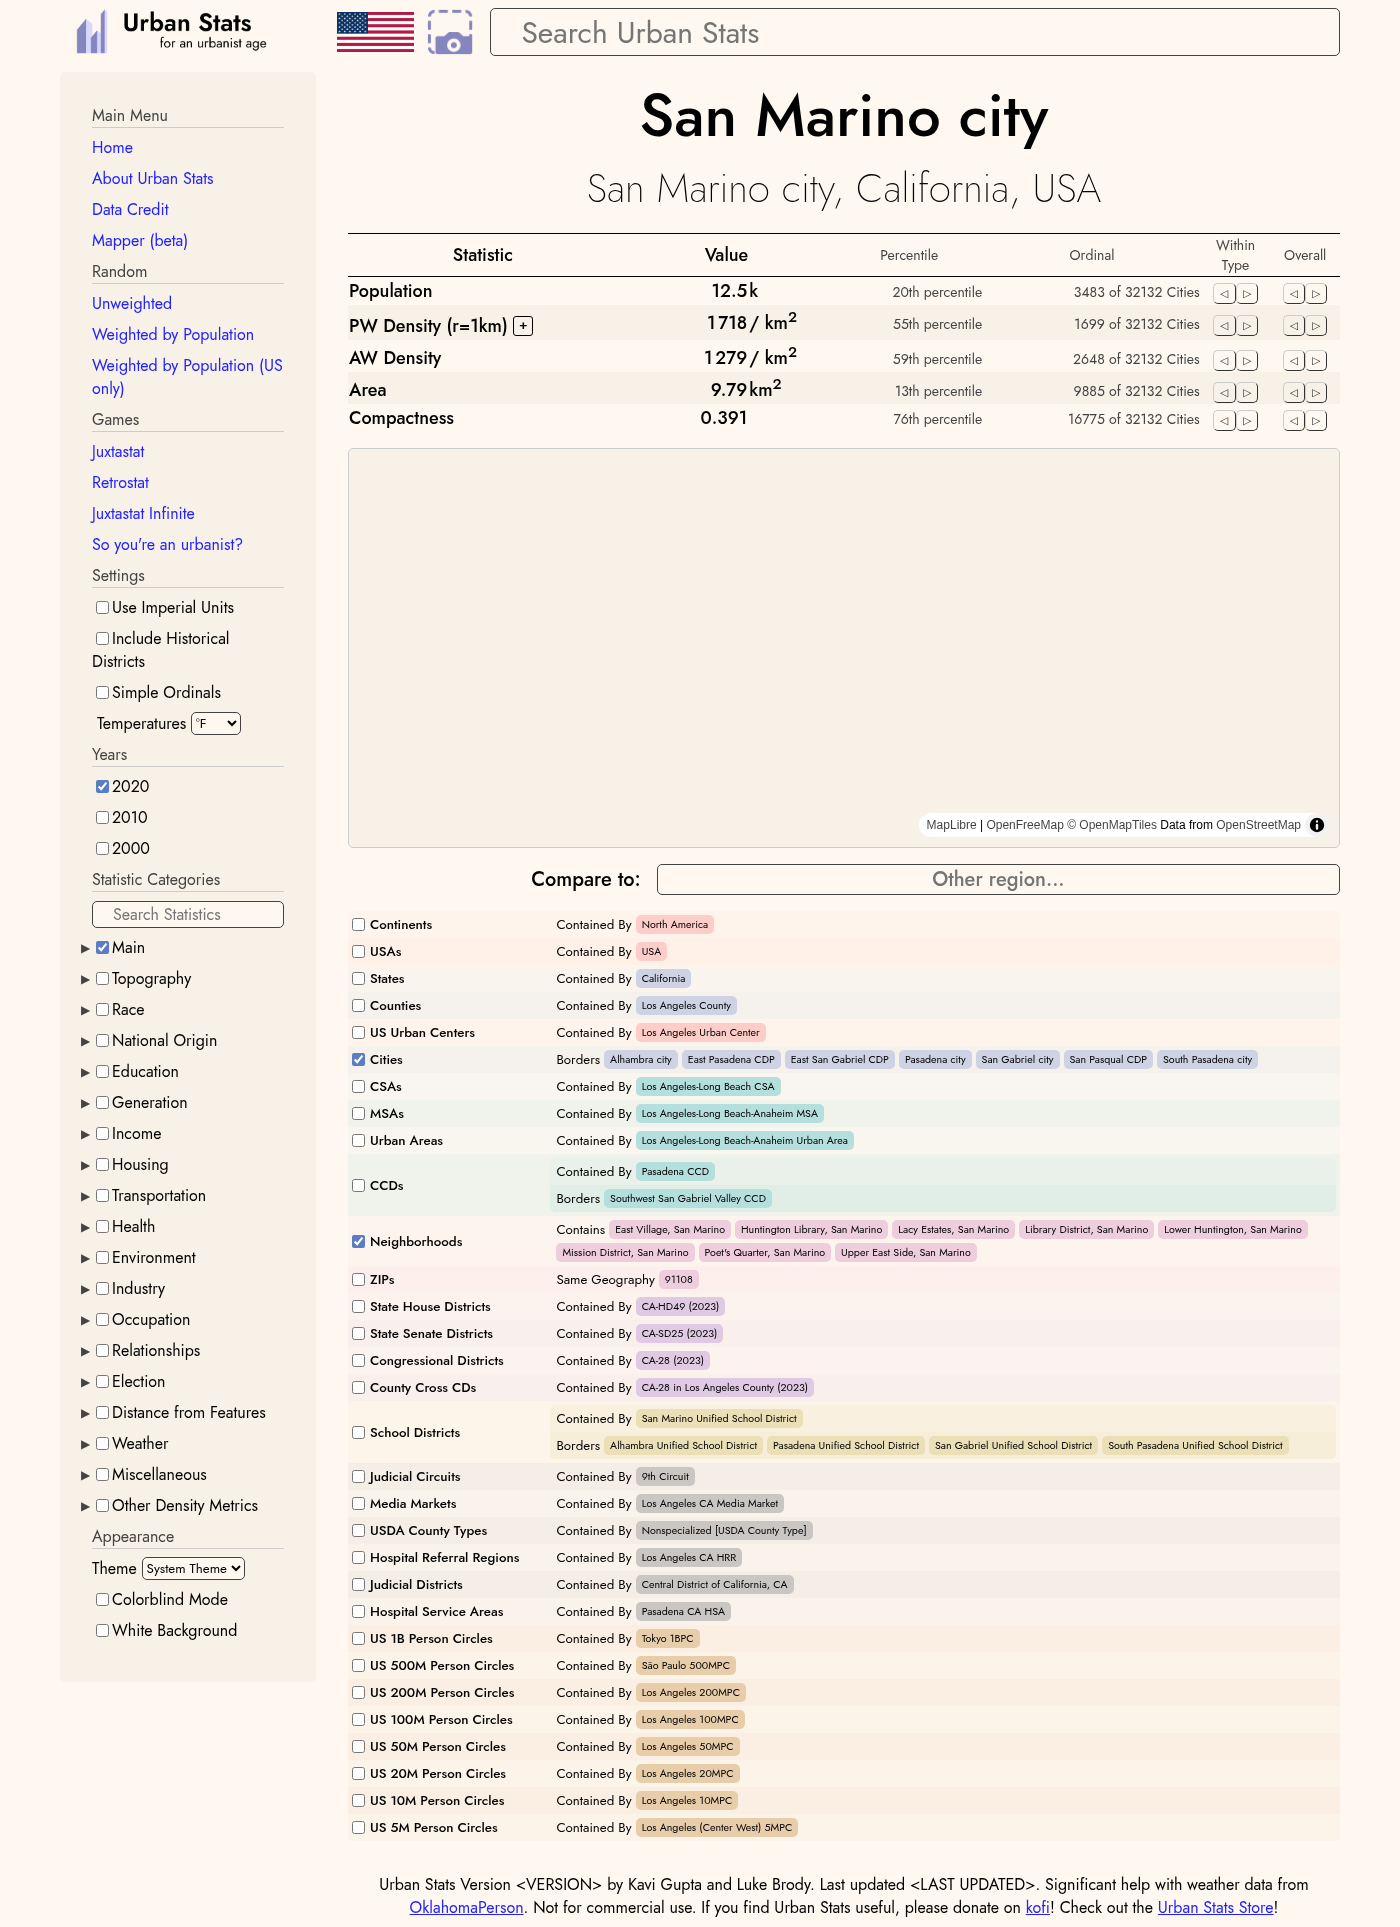 Urban Stats
for an urbanist age
Search Urban Stats
Main Menu
Home
About Urban Stats
Data Credit
Mapper (beta)
Random
Unweighted
Weighted by Population
Weighted by Population (US
only)
Games
Juxtastat
Retrostat
Juxtastat Infinite
So you're an urbanist?
Settings
Use Imperial Units
Include Historical
Districts
Simple Ordinals
Temperatures °F
Years
2020
2010
2000
Statistic Categories
Search Statistics
Main
Topography
Race
National Origin
Education
Generation
Income
Housing
Transportation
Health
Environment
Industry
Occupation
Relationships
Election
Distance from Features
Weather
Miscellaneous
Other Density Metrics
Appearance
Theme System Theme
Colorblind Mode
White Background
San Marino city
San Marino city, California, USA
Statistic Value Percentile Ordinal Within Type Overall
Population 12.5 k 20th percentile 3483 of 32132 Cities
PW Density (r=1km) + 1 718 / km² 55th percentile 1699 of 32132 Cities
AW Density 1 279 / km² 59th percentile 2648 of 32132 Cities
Area 9.79 km² 13th percentile 9885 of 32132 Cities
Compactness 0.391 76th percentile 16775 of 32132 Cities
MapLibre | OpenFreeMap © OpenMapTiles Data from OpenStreetMap
Compare to: Other region...
Continents Contained By North America
USAs Contained By USA
States Contained By California
Counties Contained By Los Angeles County
US Urban Centers Contained By Los Angeles Urban Center
Cities Borders Alhambra city East Pasadena CDP East San Gabriel CDP Pasadena city San Gabriel city San Pasqual CDP South Pasadena city
CSAs Contained By Los Angeles-Long Beach CSA
MSAs Contained By Los Angeles-Long Beach-Anaheim MSA
Urban Areas Contained By Los Angeles-Long Beach-Anaheim Urban Area
CCDs Contained By Pasadena CCD
Borders Southwest San Gabriel Valley CCD
Neighborhoods Contains East Village, San Marino Huntington Library, San Marino Lacy Estates, San Marino Library District, San Marino Lower Huntington, San Marino
Mission District, San Marino Poet's Quarter, San Marino Upper East Side, San Marino
ZIPs Same Geography 91108
State House Districts Contained By CA-HD49 (2023)
State Senate Districts Contained By CA-SD25 (2023)
Congressional Districts Contained By CA-28 (2023)
County Cross CDs Contained By CA-28 in Los Angeles County (2023)
School Districts Contained By San Marino Unified School District
Borders Alhambra Unified School District Pasadena Unified School District San Gabriel Unified School District South Pasadena Unified School District
Judicial Circuits Contained By 9th Circuit
Media Markets Contained By Los Angeles CA Media Market
USDA County Types Contained By Nonspecialized [USDA County Type]
Hospital Referral Regions Contained By Los Angeles CA HRR
Judicial Districts Contained By Central District of California, CA
Hospital Service Areas Contained By Pasadena CA HSA
US 1B Person Circles Contained By Tokyo 1BPC
US 500M Person Circles Contained By São Paulo 500MPC
US 200M Person Circles Contained By Los Angeles 200MPC
US 100M Person Circles Contained By Los Angeles 100MPC
US 50M Person Circles Contained By Los Angeles 50MPC
US 20M Person Circles Contained By Los Angeles 20MPC
US 10M Person Circles Contained By Los Angeles 10MPC
US 5M Person Circles Contained By Los Angeles (Center West) 5MPC
Urban Stats Version <VERSION> by Kavi Gupta and Luke Brody. Last updated <LAST UPDATED>. Significant help with weather data from
OklahomaPerson. Not for commercial use. If you find Urban Stats useful, please donate on kofi! Check out the Urban Stats Store!